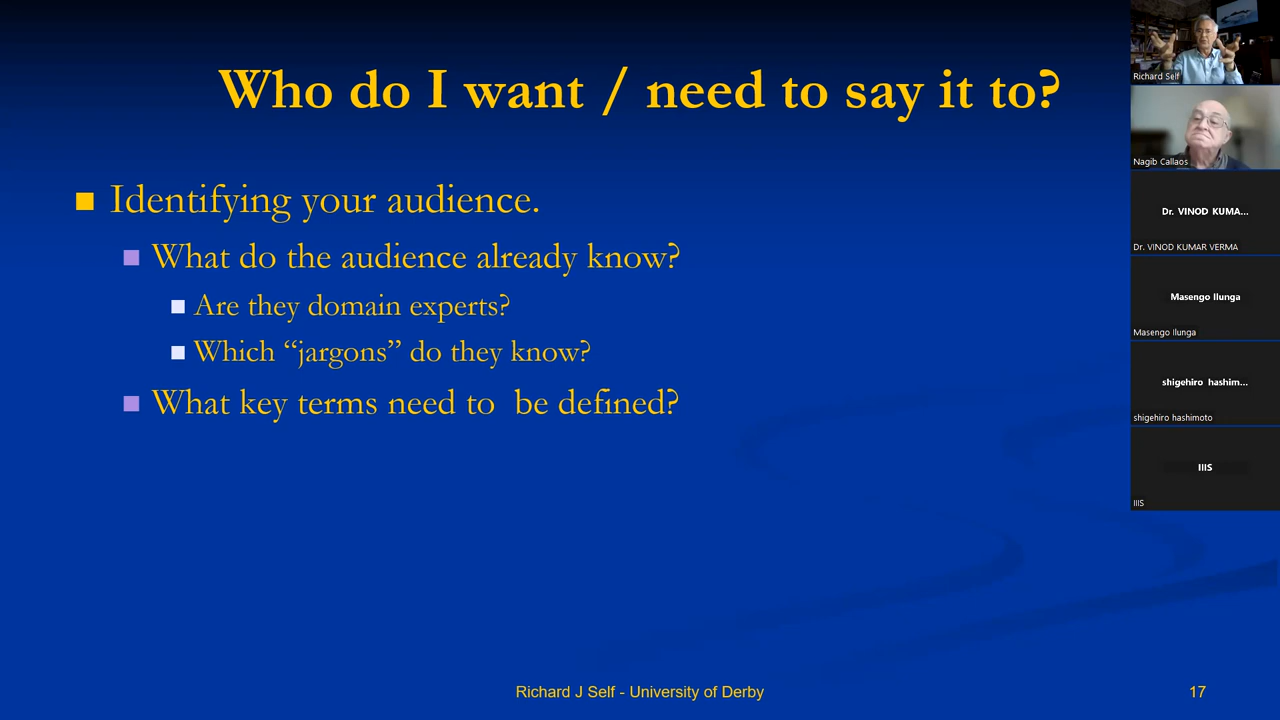 Who do I want / need to say it to?
Identifying your audience.
What do the audience already know?
Are they domain experts?
Which “jargons” do they know?
What key terms need to  be defined?
Richard J Self - University of Derby
17
Richard Self
Nagib Callaos
Dr. VINOD KUMA...
Dr. VINOD KUMAR VERMA
Masengo Ilunga
Masengo Ilunga
shigehiro hashim...
shigehiro hashimoto
IIIS
IIIS